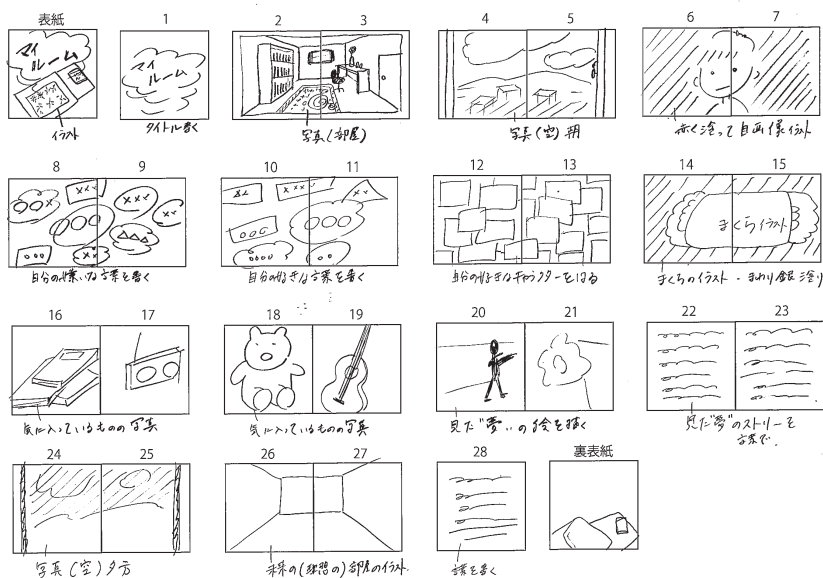 表紙
1
2
3
4
5
6
7
マイ
ルーム
マイ
ルーム
イラスト
タイトル書く
写真(部屋)
写真(空)朝
赤く塗って自画像イラスト
8
9
10
11
12
13
14
15
×××
××
○○×
○○○
××
×××
△△△
○○○
××
××
×××
××
○○○
○○○
○○○○
○○
まくらイラスト
自分の嫌いな言葉を書く
自分の好きな言葉を書く
自分の好きなキャラクターをはる
まくらのイラスト・まわり銀塗り
16
17
18
19
20
21
22
23
気に入っているものの写真
気に入っているものの写真
見た"夢"の絵を描く
見た"夢"のストーリーを
言葉で.
24
25
26
27
28
裏表紙
写真(空)夕方
未来の(理想の)部屋のイラスト.
詩を書く